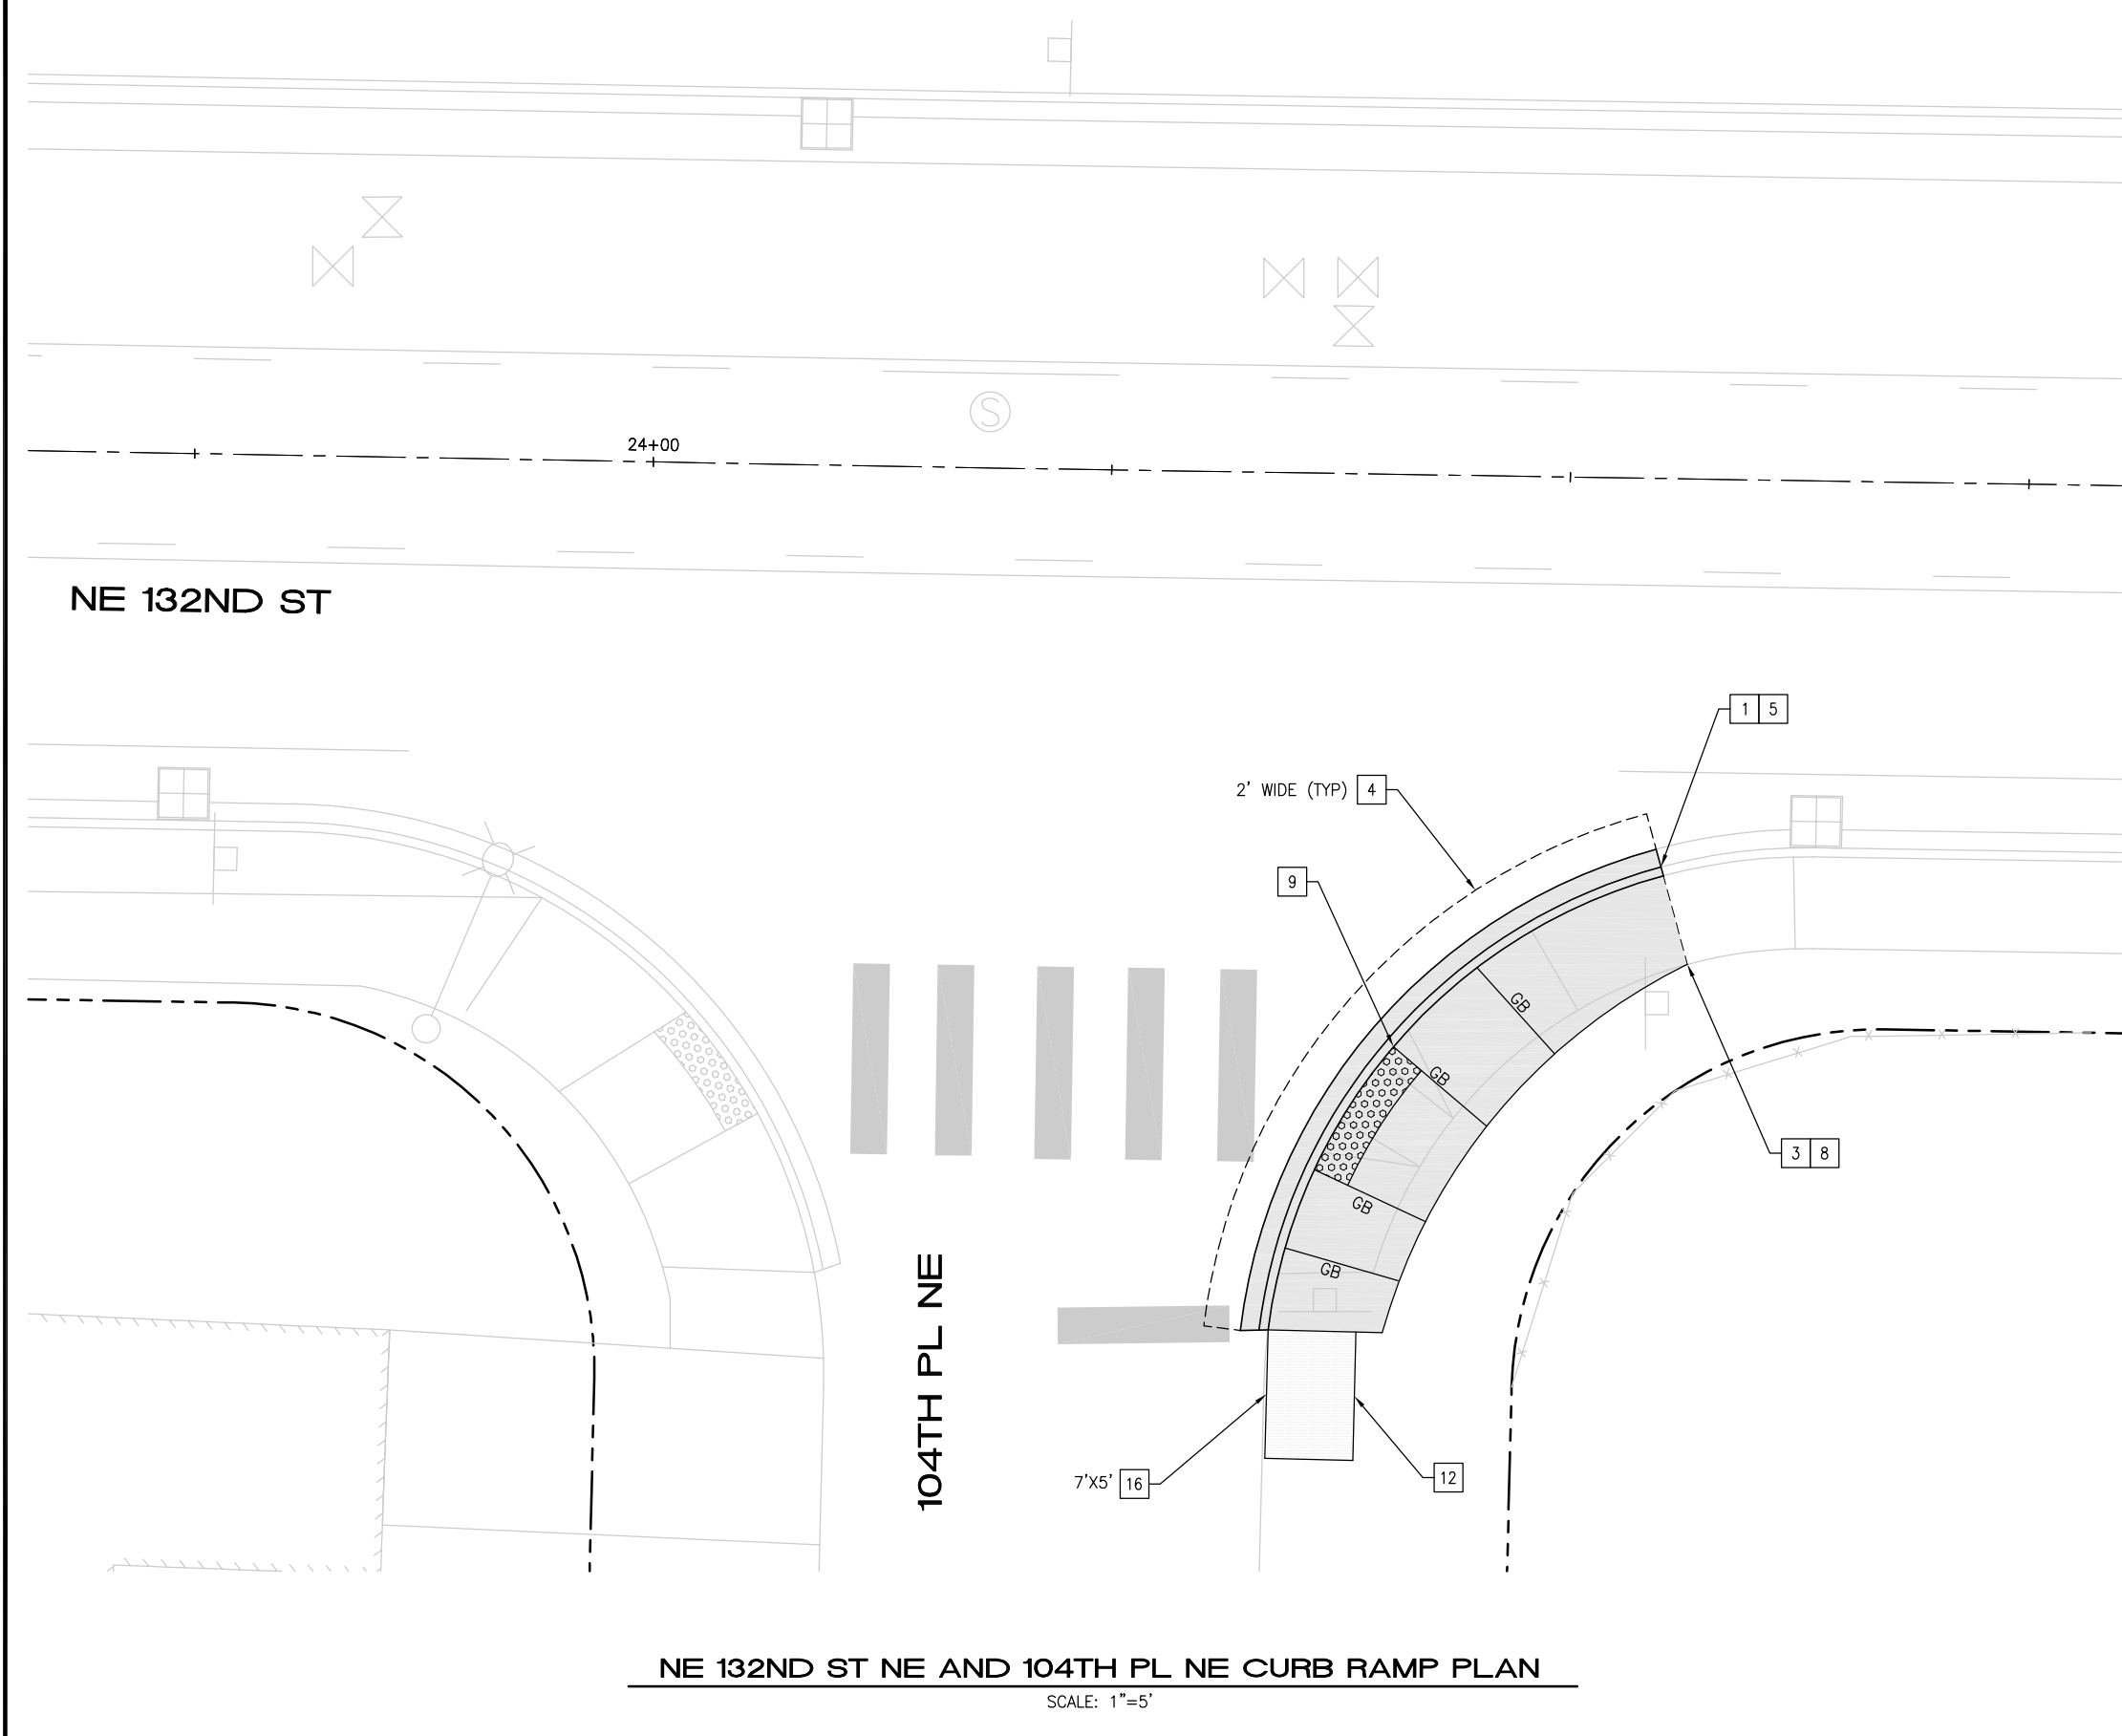 24+00
S
NE 132ND ST
1 5
2' WIDE (TYP) 4
9
GB
GB
3 8
GB
GB
104TH PL NE
7'X5' 16
12
NE 132ND ST NE AND 104TH PL NE CURB RAMP PLAN
SCALE: 1"=5'